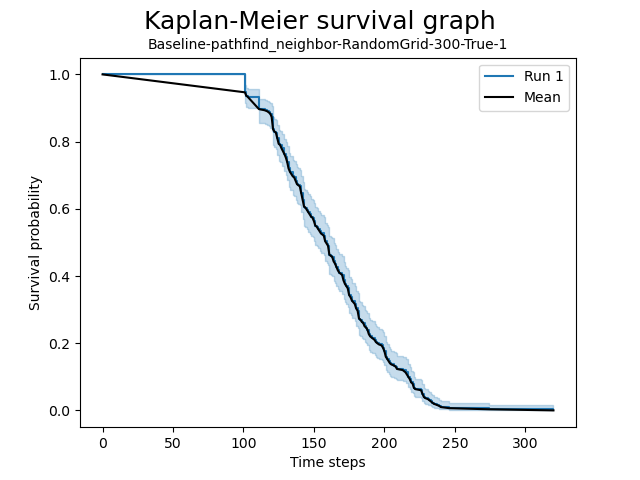 Kaplan-Meier survival graph
Baseline-pathfind_neighbor-RandomGrid-300-True-1
Run 1
Mean
Survival probability
1.0
0.8
0.6
0.4
0.2
0.0
0 50 100 150 200 250 300
Time steps